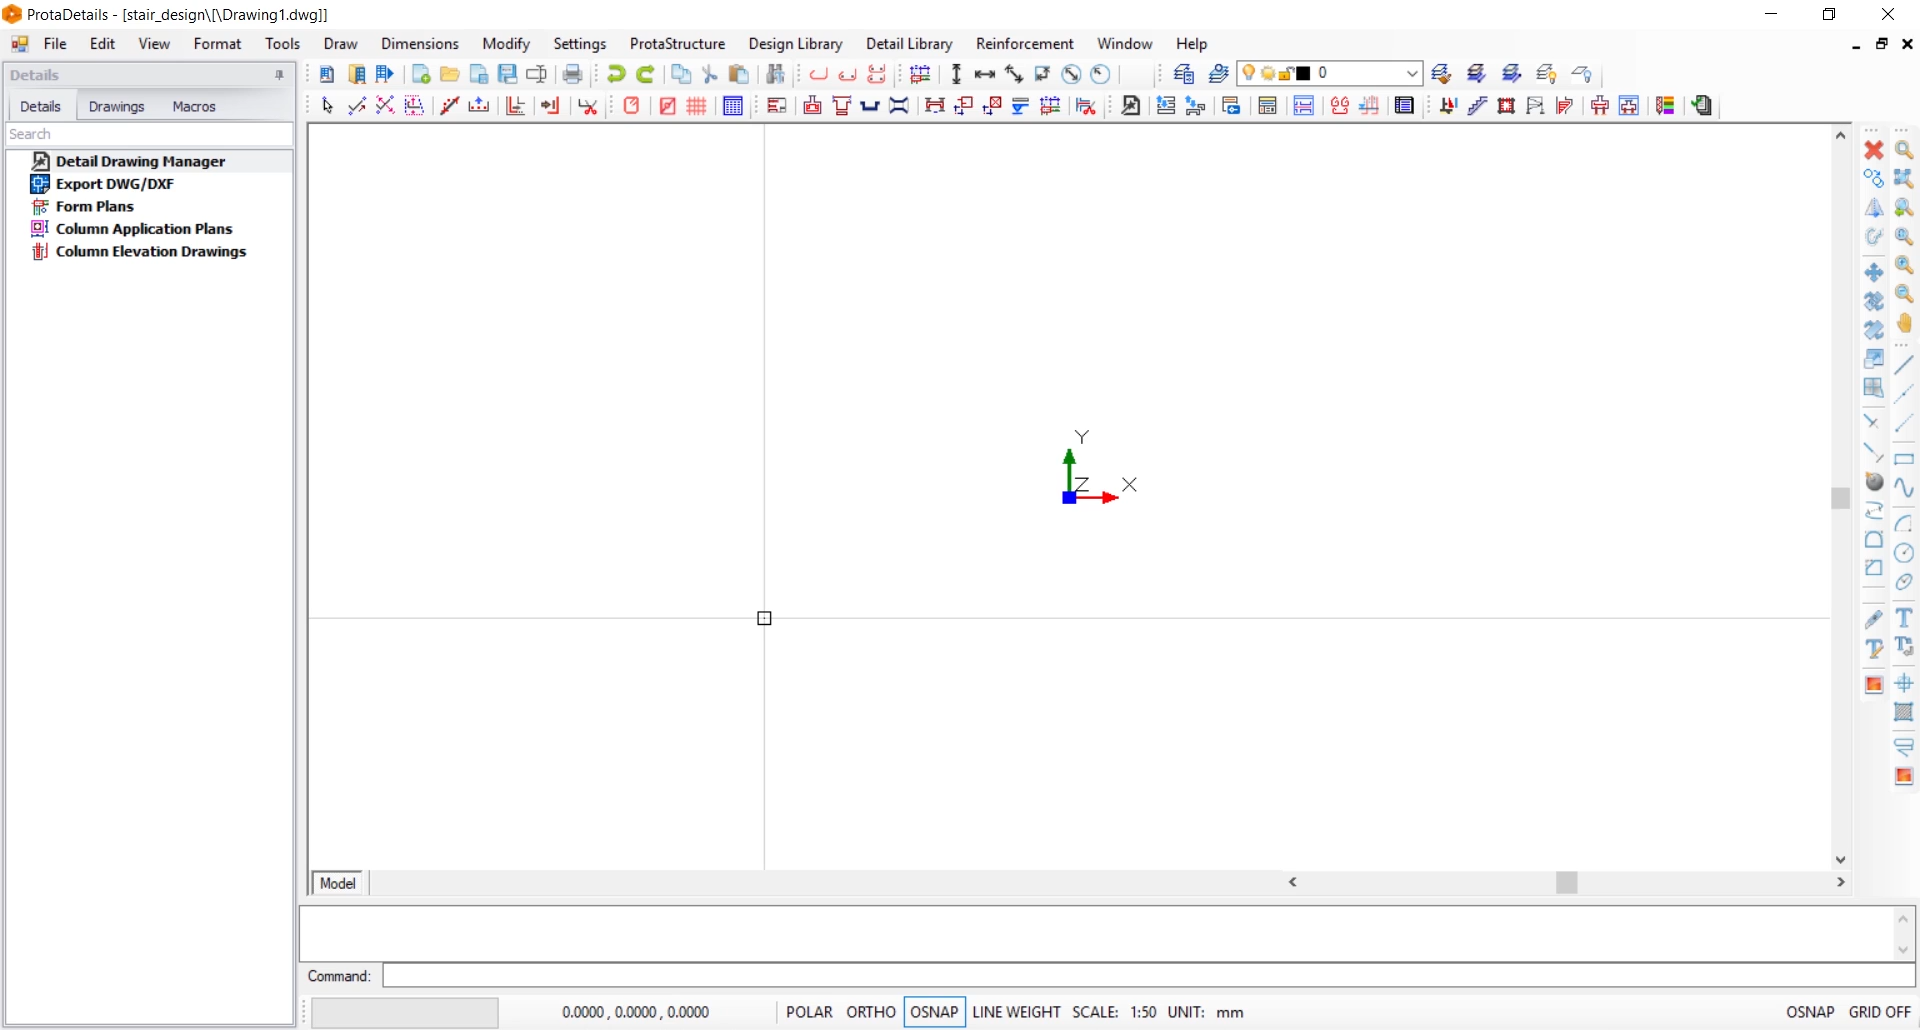 ProtaDetails - [stair_design\[\Drawing1.dwg]]
File Edit View Format Tools Draw Dimensions Modify Settings ProtaStructure Design Library Detail Library Reinforcement Window Help
Details
0
Details Drawings Macros
Search
Detail Drawing Manager
Export DWG/DXF
Form Plans
Column Application Plans
Column Elevation Drawings
Y
Z X
Model
Command:
0.0000 , 0.0000 , 0.0000 POLAR ORTHO OSNAP LINE WEIGHT SCALE: 1:50 UNIT: mm OSNAP GRID OFF